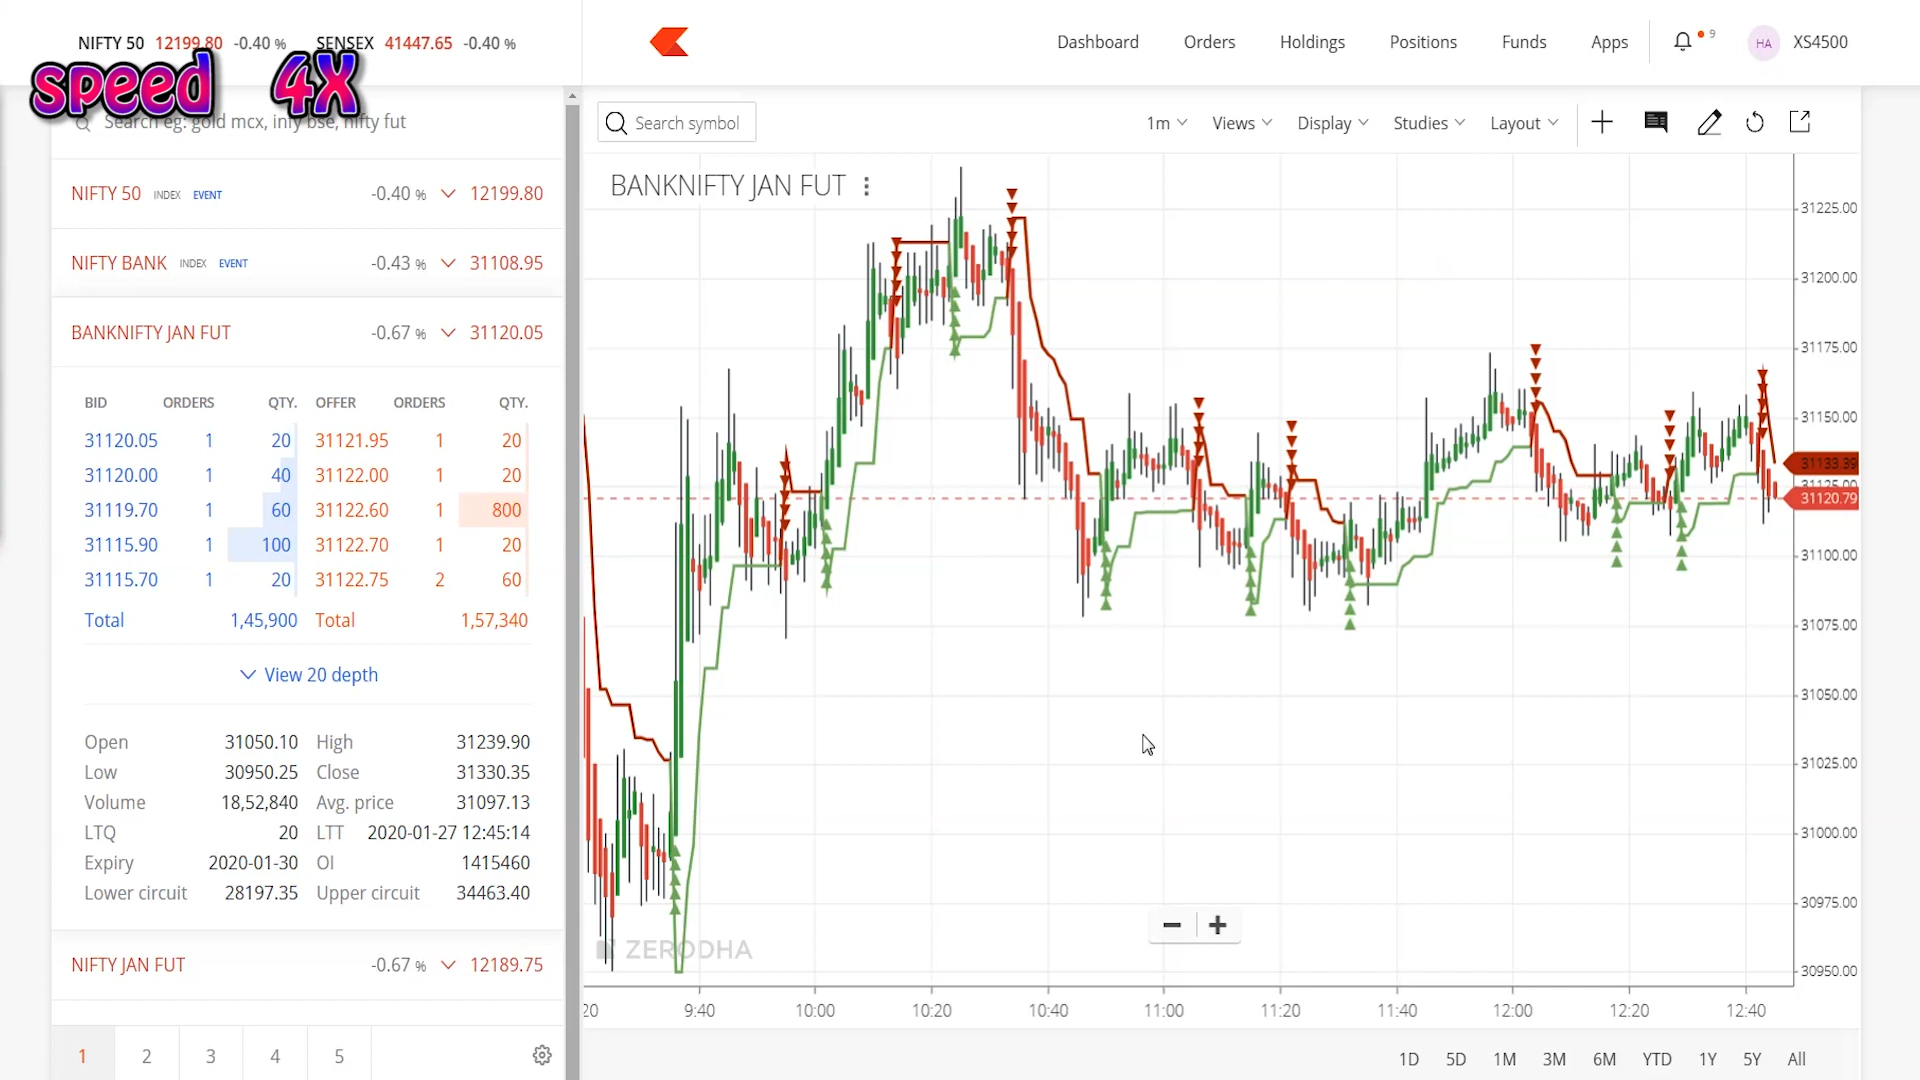 NIFTY 50 12199.80 -0.40 % SENSEX 41447.65 -0.40 %
speed 4X
Dashboard Orders Holdings Positions Funds Apps 9 HA XS4500
Search eg: gold mcx, infy bse, nifty fut
NIFTY 50 INDEX EVENT -0.40 % 12199.80
NIFTY BANK INDEX EVENT -0.43 % 31108.95
BANKNIFTY JAN FUT -0.67 % 31120.05
BID ORDERS QTY. OFFER ORDERS QTY.
31120.05 1 20 31121.95 1 20
31120.00 1 40 31122.00 1 20
31119.70 1 60 31122.60 1 800
31115.90 1 100 31122.70 1 20
31115.70 1 20 31122.75 2 60
Total 1,45,900 Total 1,57,340
View 20 depth
Open 31050.10 High 31239.90
Low 30950.25 Close 31330.35
Volume 18,52,840 Avg. price 31097.13
LTQ 20 LTT 2020-01-27 12:45:14
Expiry 2020-01-30 OI 1415460
Lower circuit 28197.35 Upper circuit 34463.40
NIFTY JAN FUT -0.67 % 12189.75
1 2 3 4 5
Search symbol 1m Views Display Studies Layout
BANKNIFTY JAN FUT
31225.00
31200.00
31175.00
31150.00
31133.39
31125.00
31120.79
31100.00
31075.00
31050.00
31025.00
31000.00
30975.00
30950.00
ZERODHA
20 9:40 10:00 10:20 10:40 11:00 11:20 11:40 12:00 12:20 12:40
1D 5D 1M 3M 6M YTD 1Y 5Y All